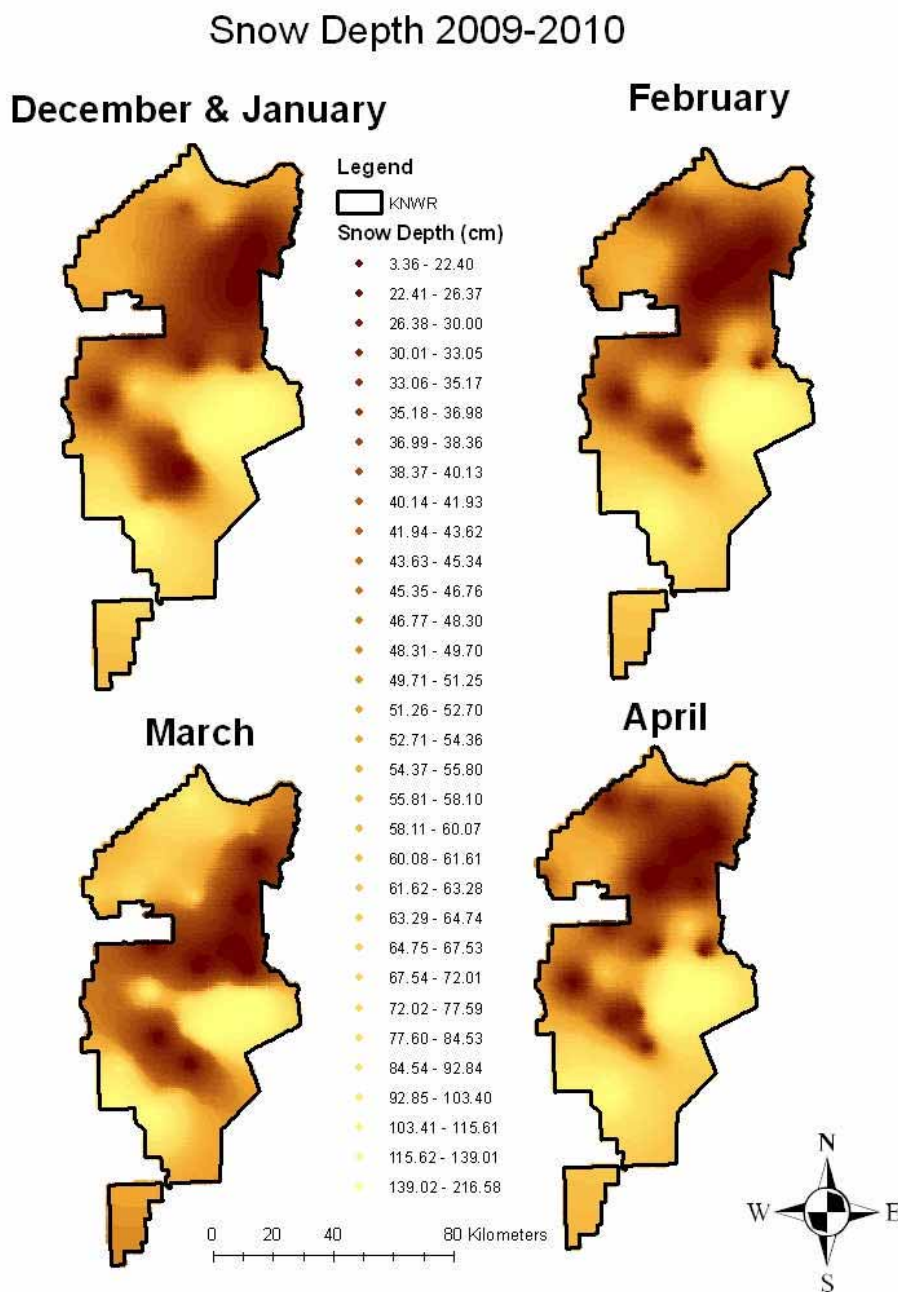 Snow Depth 2009-2010
December & January
February
Legend
KNWR
Snow Depth (cm)
3.36 - 22.40
22.41 - 26.37
26.38 - 30.00
30.01 - 33.05
33.06 - 35.17
35.18 - 36.98
36.99 - 38.36
38.37 - 40.13
40.14 - 41.93
41.94 - 43.62
43.63 - 45.34
45.35 - 46.76
46.77 - 48.30
48.31 - 49.70
49.71 - 51.25
51.26 - 52.70
52.71 - 54.36
54.37 - 55.80
55.81 - 58.10
58.11 - 60.07
60.08 - 61.61
61.62 - 63.28
63.29 - 64.74
64.75 - 67.53
67.54 - 72.01
72.02 - 77.59
77.60 - 84.53
84.54 - 92.84
92.85 - 103.40
103.41 - 115.61
115.62 - 139.01
139.02 - 216.58
March
April
0 20 40 80 Kilometers
N
W E
S